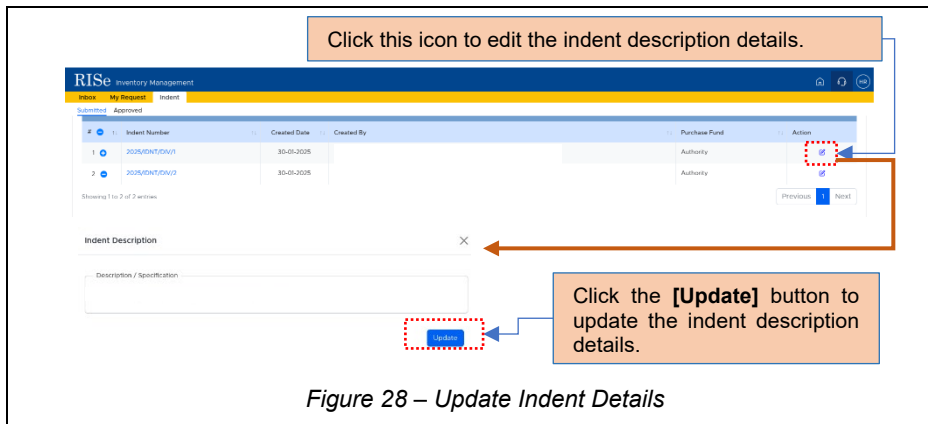 Click this icon to edit the indent description details.
RISe Inventory Management
HR
Inbox My Request Indent
Submitted Approved
# Indent Number Created Date Created By Purchase Fund Action
1 2025/IDNT/DIV/1 30-01-2025 Authority
2 2025/IDNT/DIV/2 30-01-2025 Authority
Showing 1 to 2 of 2 entries
Previous 1 Next
Indent Description
Description / Specification
Click the [Update] button to
update the indent description
details.
Update
Figure 28 – Update Indent Details